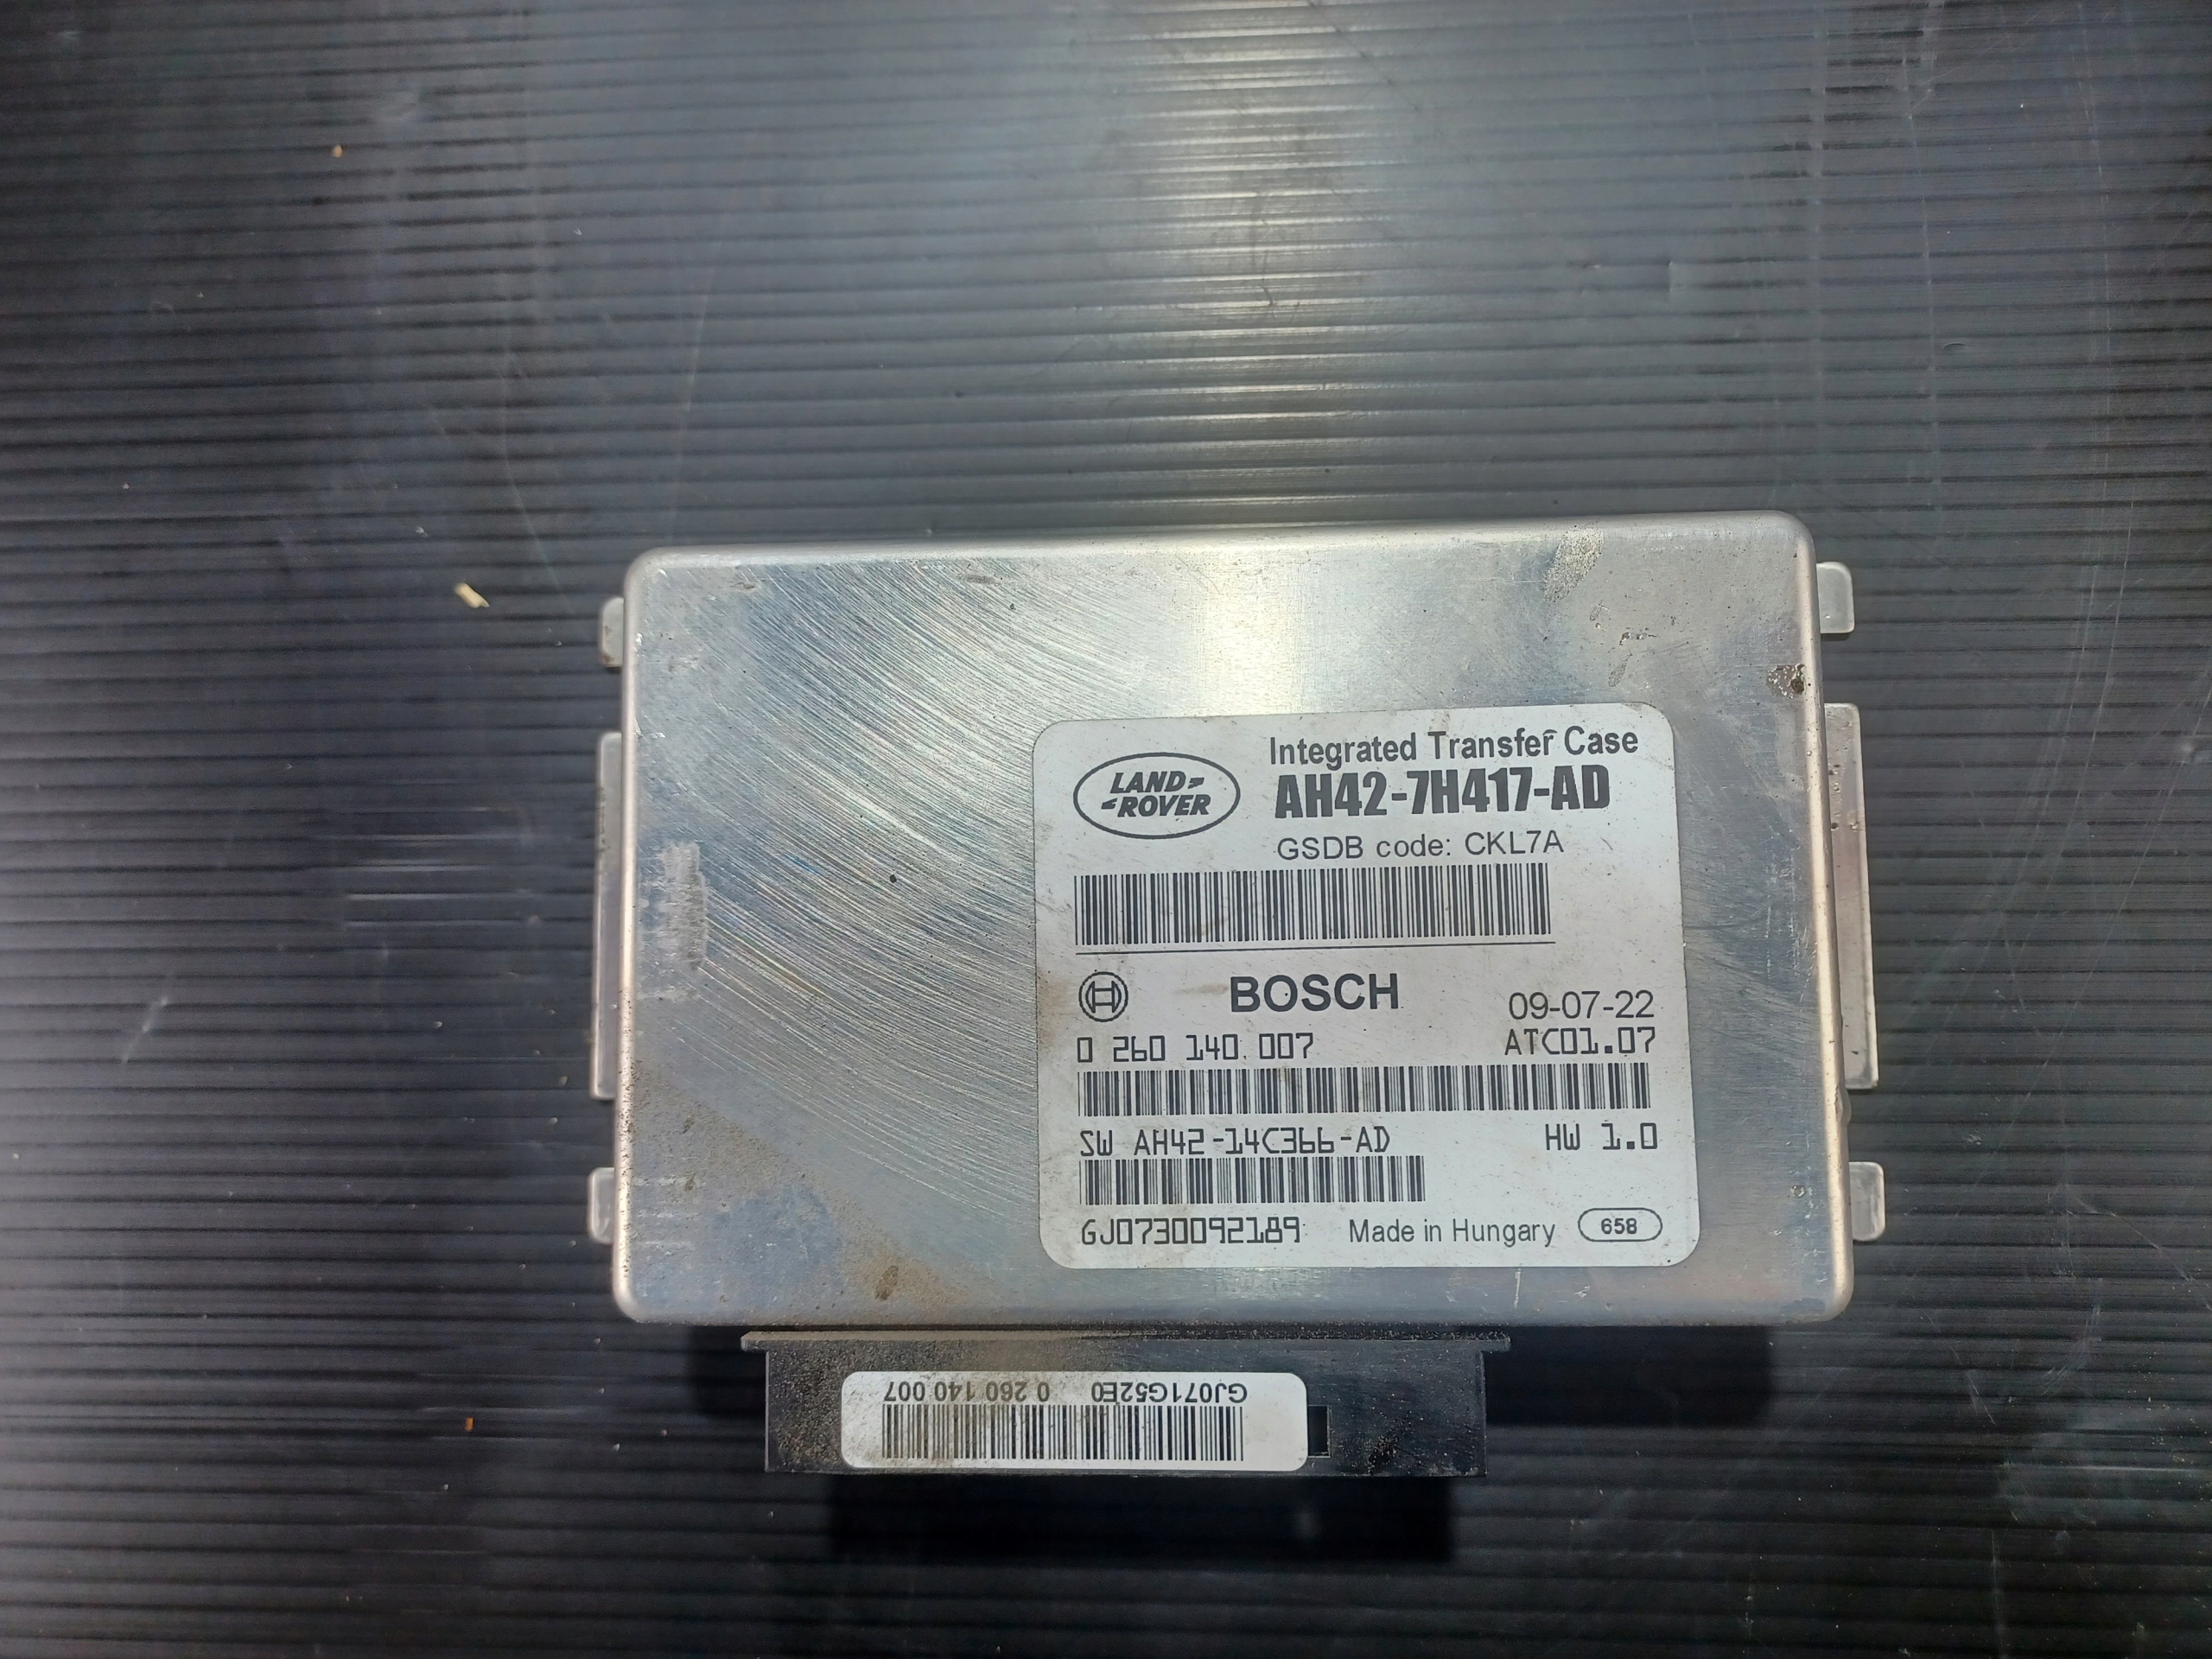 LAND
ROVER
Integrated Transfer Case
AH42-7H417-AD
GSDB code: CKL7A
BOSCH
09-07-22
0 260 140 007
ATC01.07
SW AH42-14C366-AD
HW 1.0
GJ0730092189
Made in Hungary
658
GJ071G52E0 0 260 140 007